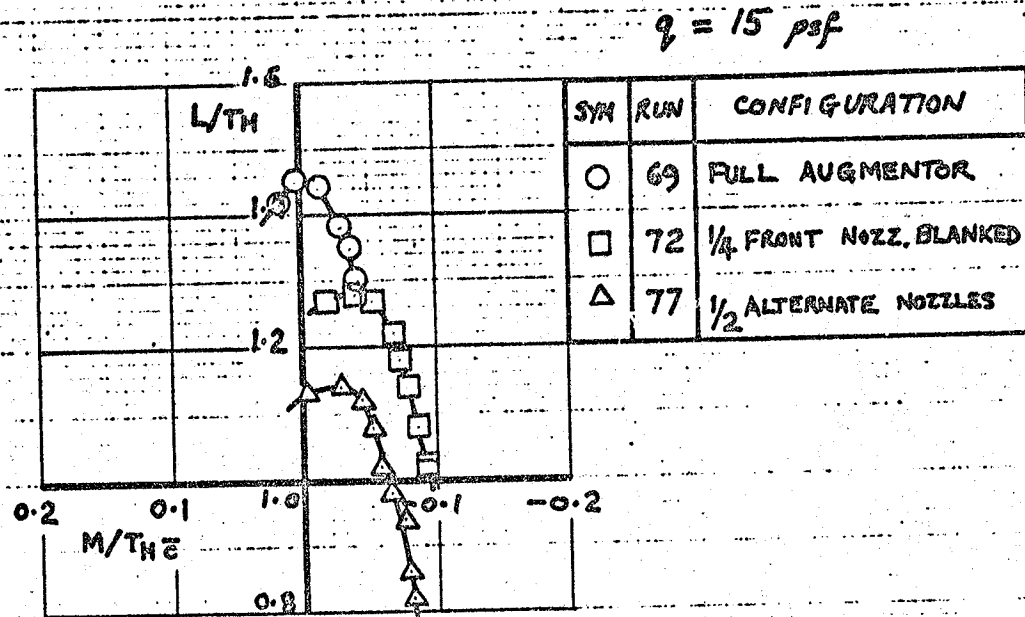 q = 15 psf
1.6
L/TH
SYM RUN CONFIGURATION
69 FULL AUGMENTOR
72 1/4 FRONT NOZZ. BLANKED
77 1/2 ALTERNATE NOZZLES
1.2
0.2 0.1 1.0 -0.1 -0.2
M/TH c̄
0.8